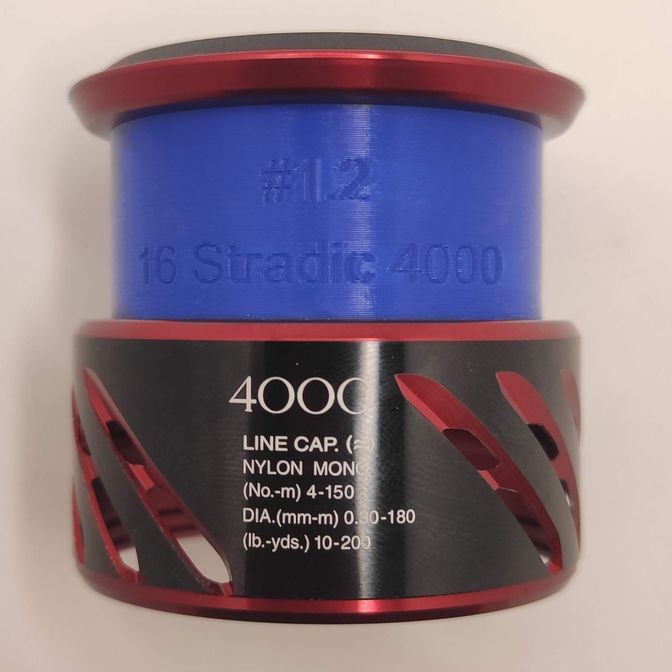 #1.2
16 Stradic 4000
4000
LINE CAP. (≈)
NYLON MONO
(No.-m) 4-150
DIA.(mm-m) 0.30-180
(lb.-yds.) 10-200